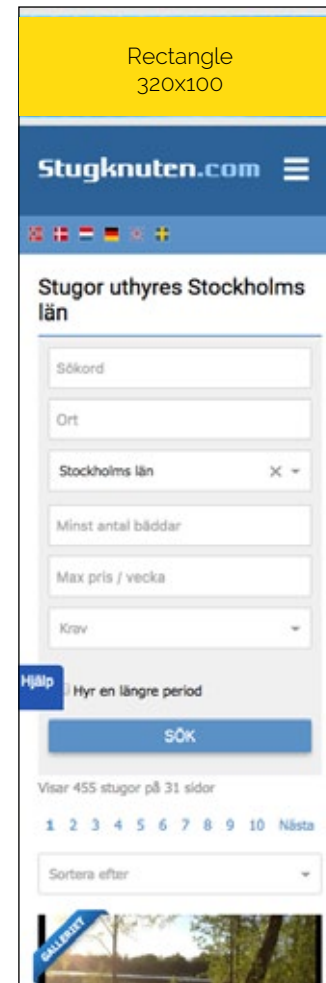 Rectangle
320x100
Stugknuten.com
Stugor uthyres Stockholms
län
Sökord
Ort
Stockholms län
Minst antal bäddar
Max pris / vecka
Krav
Hjälp
Hyr en längre period
SÖK
Visar 455 stugor på 31 sidor
1 2 3 4 5 6 7 8 9 10 Nästa
Sortera efter
GALLERIET